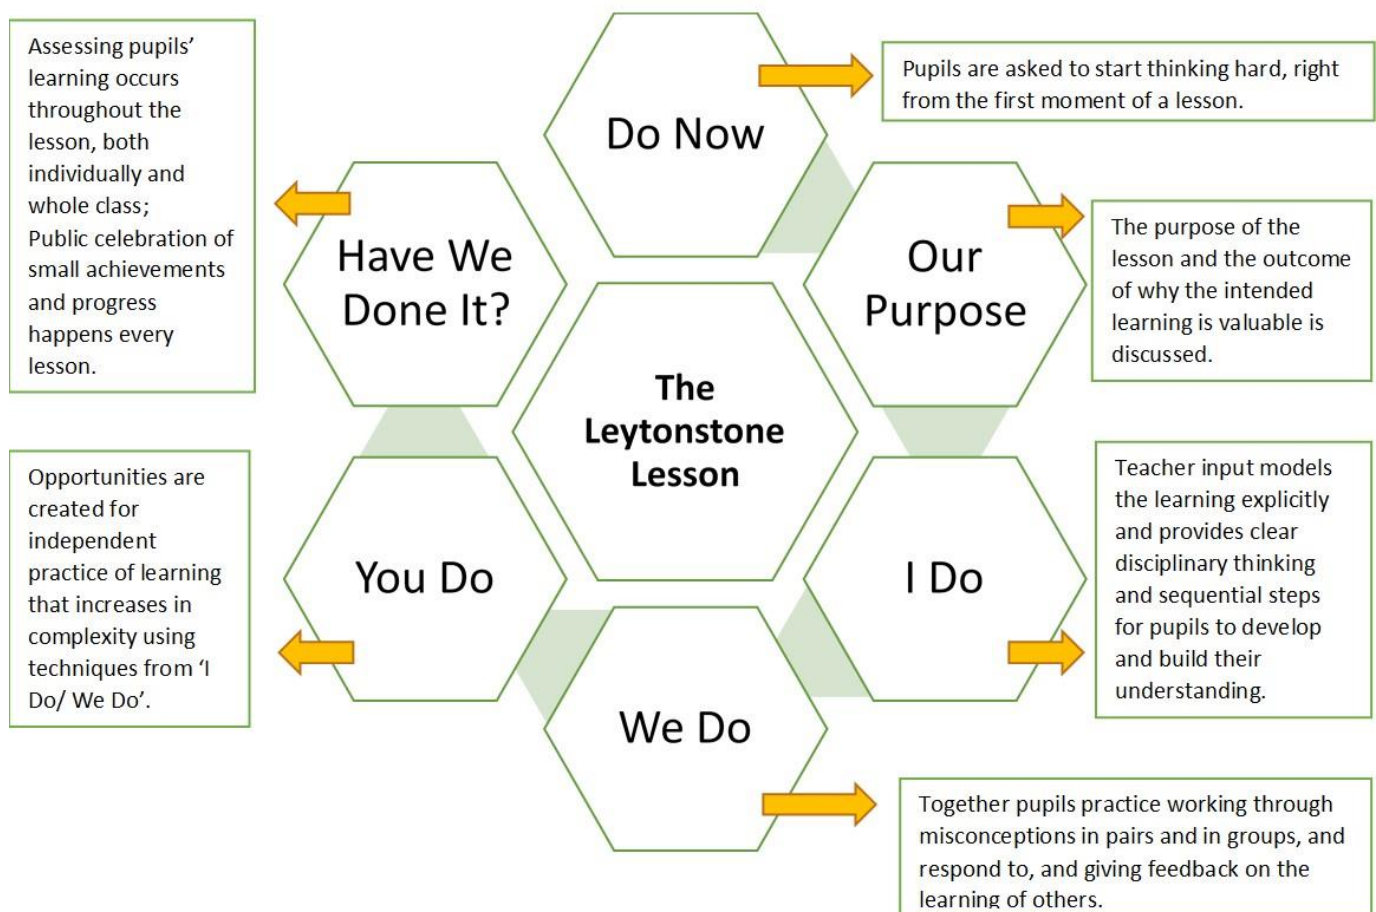 Do Now
Pupils are asked to start thinking hard, right
from the first moment of a lesson.
Our
Purpose
The purpose of the
lesson and the outcome
of why the intended
learning is valuable is
discussed.
I Do
Teacher input models
the learning explicitly
and provides clear
disciplinary thinking
and sequential steps
for pupils to develop
and build their
understanding.
We Do
Together pupils practice working through
misconceptions in pairs and in groups, and
respond to, and giving feedback on the
learning of others.
You Do
Opportunities are
created for
independent
practice of learning
that increases in
complexity using
techniques from ‘I
Do/ We Do’.
Have We
Done It?
Assessing pupils’
learning occurs
throughout the
lesson, both
individually and
whole class;
Public celebration of
small achievements
and progress
happens every
lesson.
The
Leytonstone
Lesson